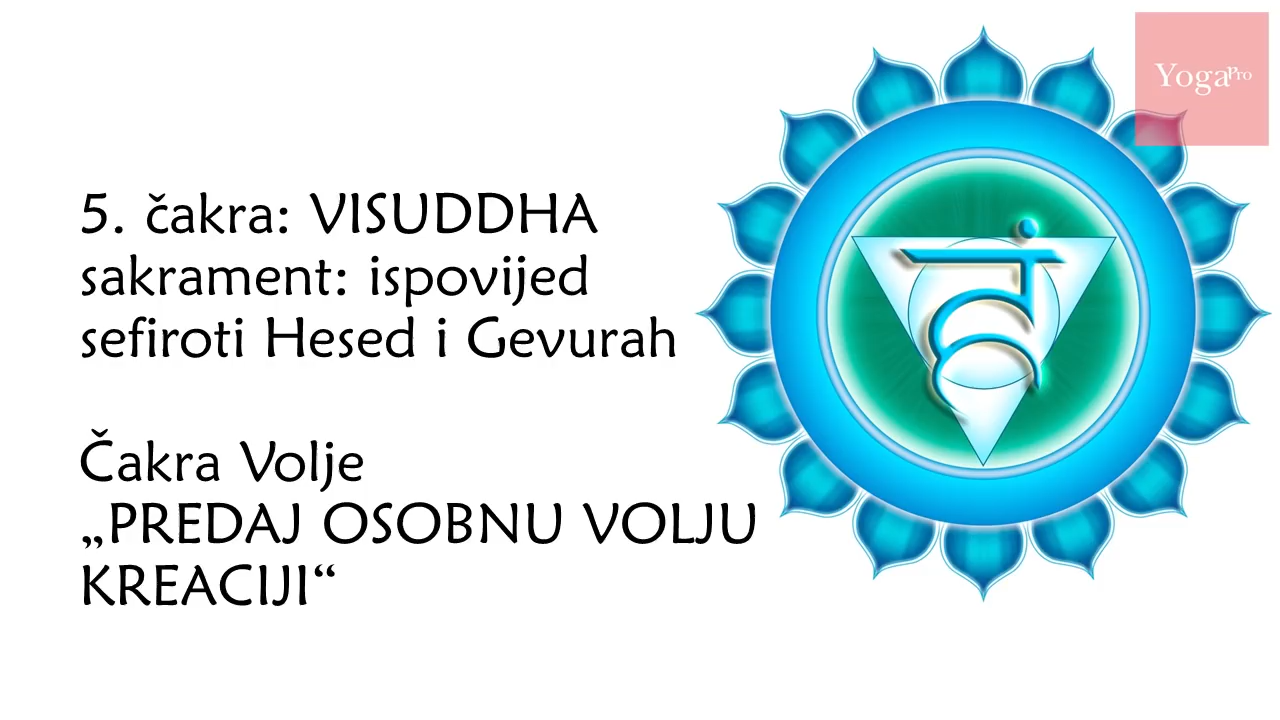 5. čakra: VISUDDHA
sakrament: ispovijed
sefiroti Hesed i Gevurah
Čakra Volje
„PREDAJ OSOBNU VOLJU
KREACIJI“
YogaPro
हं